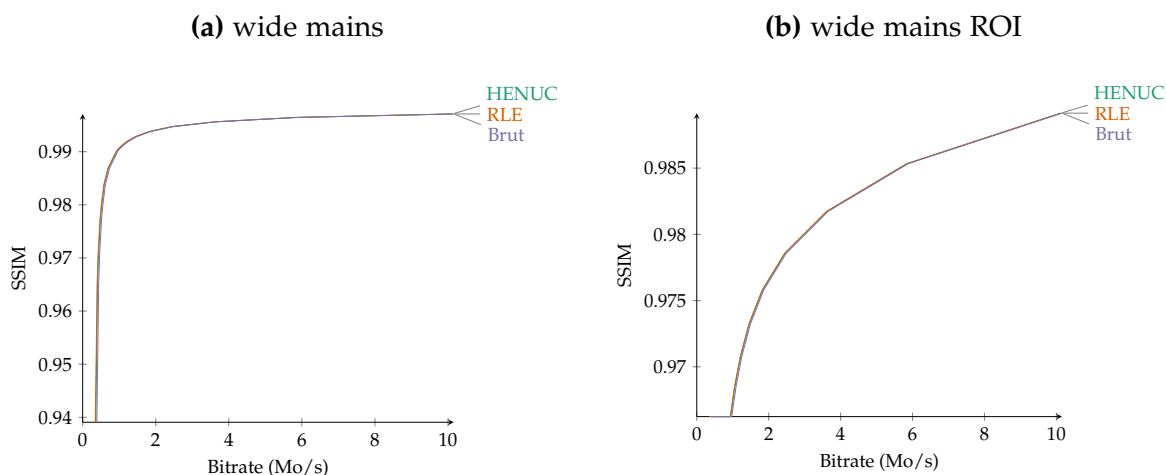 (a) wide mains
HENUC
RLE
Brut
0.99
0.98
0.97
0.96
0.95
0.94
SSIM
0 2 4 6 8 10
Bitrate (Mo/s)
(b) wide mains ROI
HENUC
RLE
Brut
0.985
0.98
0.975
0.97
SSIM
0 2 4 6 8 10
Bitrate (Mo/s)